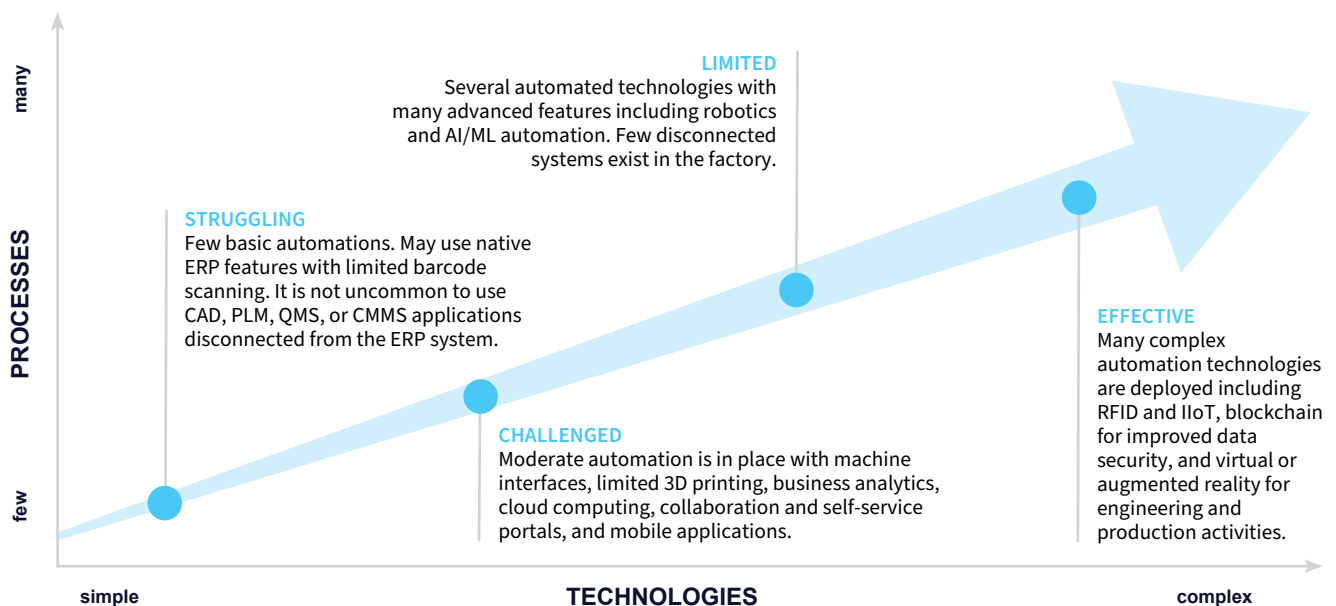 many
PROCESSES
few
LIMITED
Several automated technologies with
many advanced features including robotics
and AI/ML automation. Few disconnected
systems exist in the factory.
STRUGGLING
Few basic automations. May use native
ERP features with limited barcode
scanning. It is not uncommon to use
CAD, PLM, QMS, or CMMS applications
disconnected from the ERP system.
EFFECTIVE
Many complex
automation technologies
are deployed including
RFID and IIoT, blockchain
for improved data
security, and virtual or
augmented reality for
engineering and
production activities.
CHALLENGED
Moderate automation is in place with machine
interfaces, limited 3D printing, business analytics,
cloud computing, collaboration and self-service
portals, and mobile applications.
simple
TECHNOLOGIES
complex